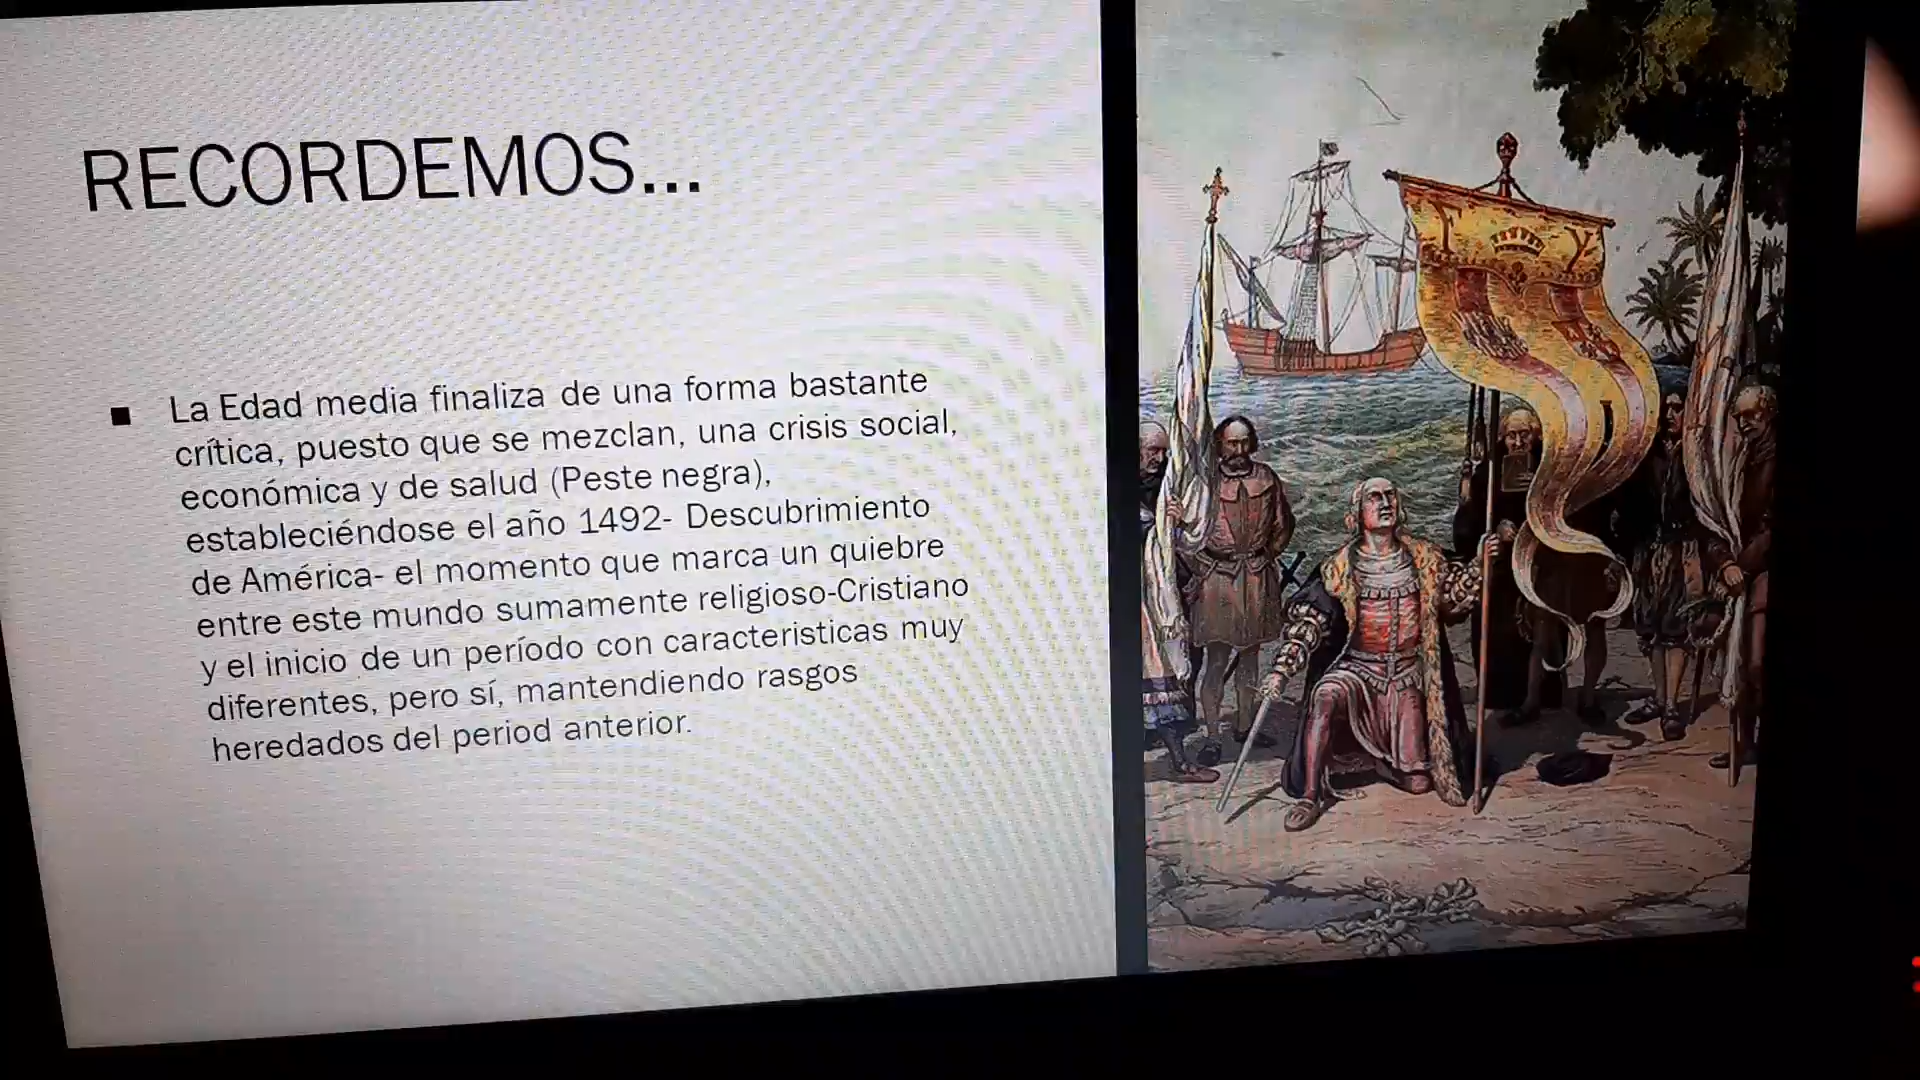 RECORDEMOS...
■ La Edad media finaliza de una forma bastante
crítica, puesto que se mezclan, una crisis social,
económica y de salud (Peste negra),
estableciéndose el año 1492- Descubrimiento
de América- el momento que marca un quiebre
entre este mundo sumamente religioso-Cristiano
y el inicio de un período con caracteristicas muy
diferentes, pero sí, mantendiendo rasgos
heredados del period anterior.
F Y